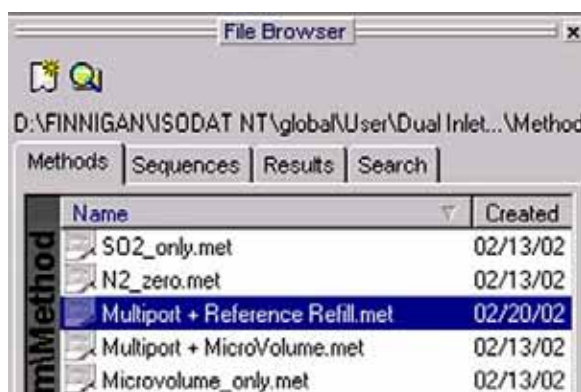 File Browser
D:\FINNIGAN\ISODAT NT\global\User\Dual Inlet...\Method
Methods Sequences Results Search
Name Created
SO2_only.met 02/13/02
N2_zero.met 02/13/02
Multiport + Reference Refill.met 02/20/02
Multiport + MicroVolume.met 02/13/02
Microvolume_only.met 02/13/02
m\Method